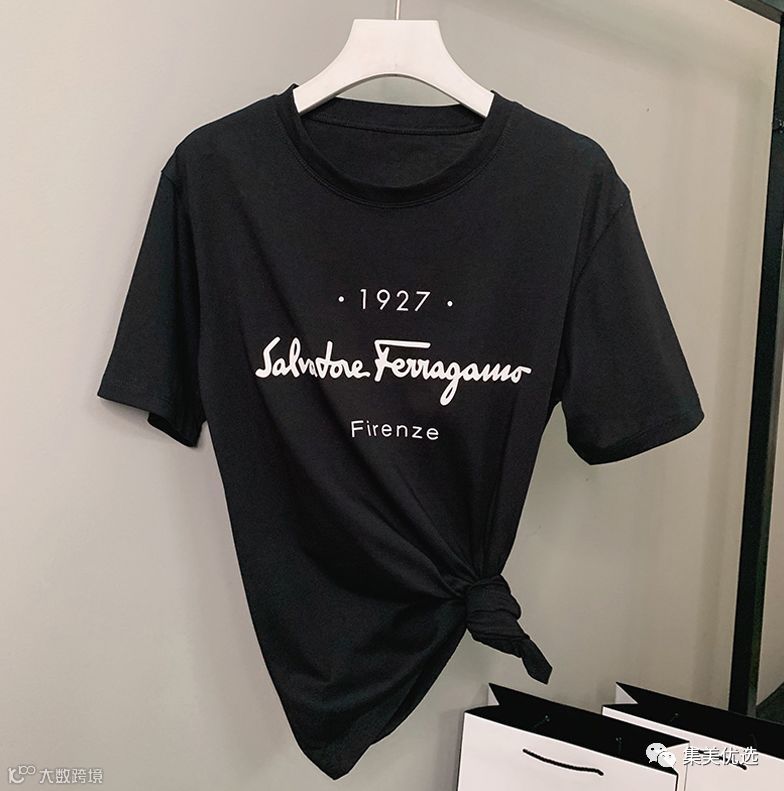 · 1927 ·
Salvatore Ferragamo
Firenze
集美优选
大数跨境